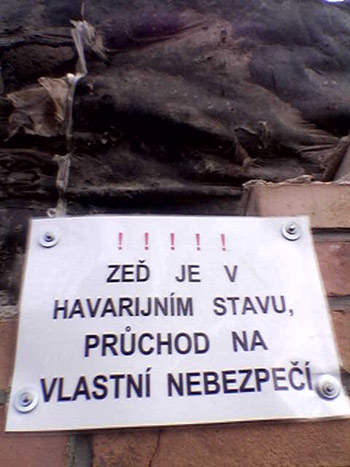 ! ! ! ! !
ZEĎ JE V
HAVARIJNÍM STAVU,
PRŮCHOD NA
VLASTNÍ NEBEZPEČÍ